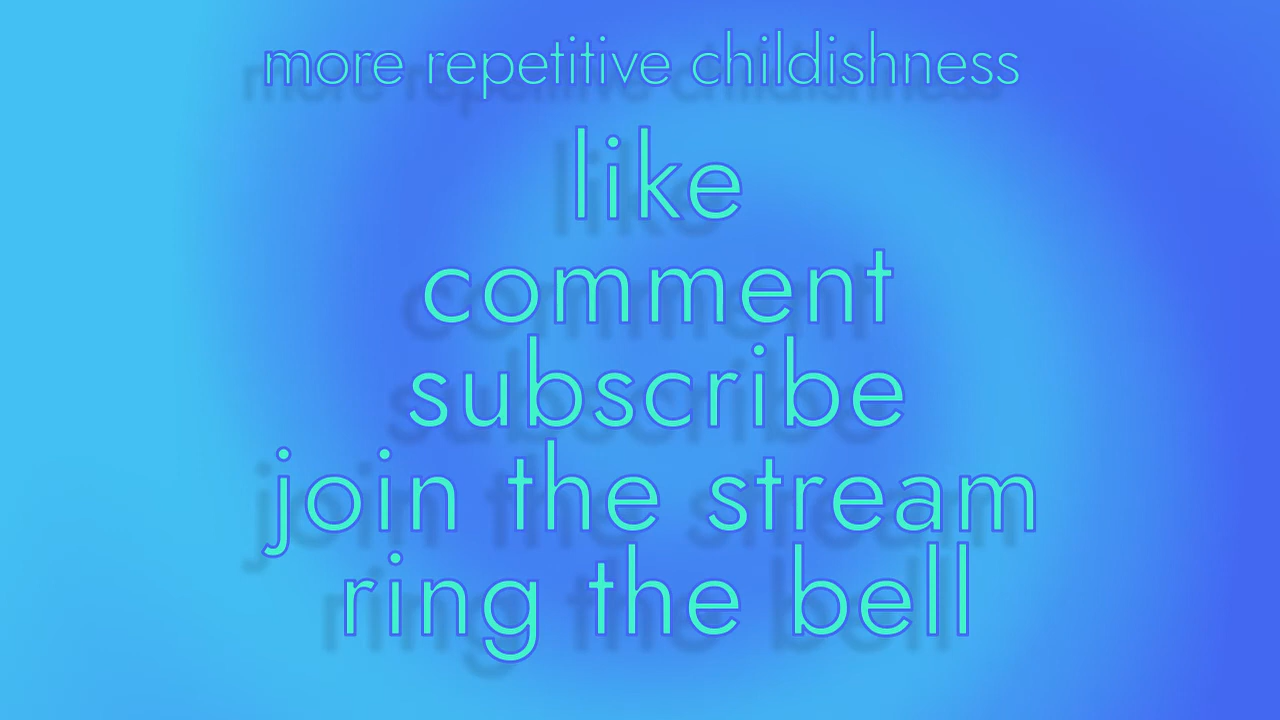 more repetitive childishness
like
comment
subscribe
join the stream
ring the bell